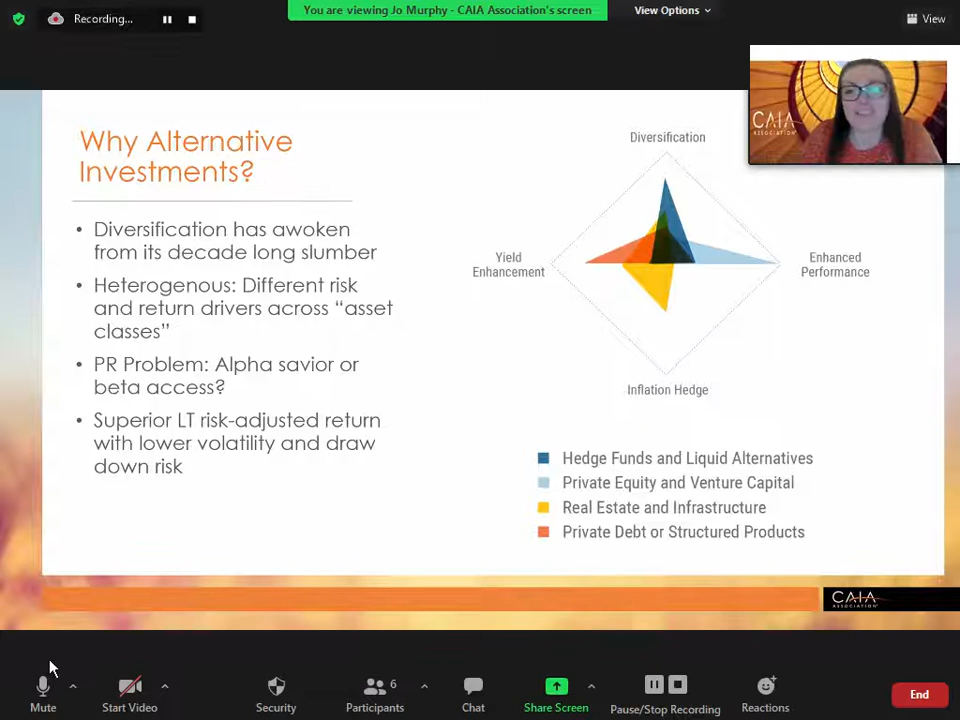 Recording...
You are viewing Jo Murphy - CAIA Association's screen
View Options
View
CAIA
ASSOCIATION
Why Alternative
Investments?
• Diversification has awoken
from its decade long slumber
• Heterogenous: Different risk
and return drivers across “asset
classes”
• PR Problem: Alpha savior or
beta access?
• Superior LT risk-adjusted return
with lower volatility and draw
down risk
Diversification
Yield
Enhancement
Enhanced
Performance
Inflation Hedge
Hedge Funds and Liquid Alternatives
Private Equity and Venture Capital
Real Estate and Infrastructure
Private Debt or Structured Products
CAIA
ASSOCIATION
Mute
Start Video
Security
6
Participants
Chat
Share Screen
Pause/Stop Recording
Reactions
End